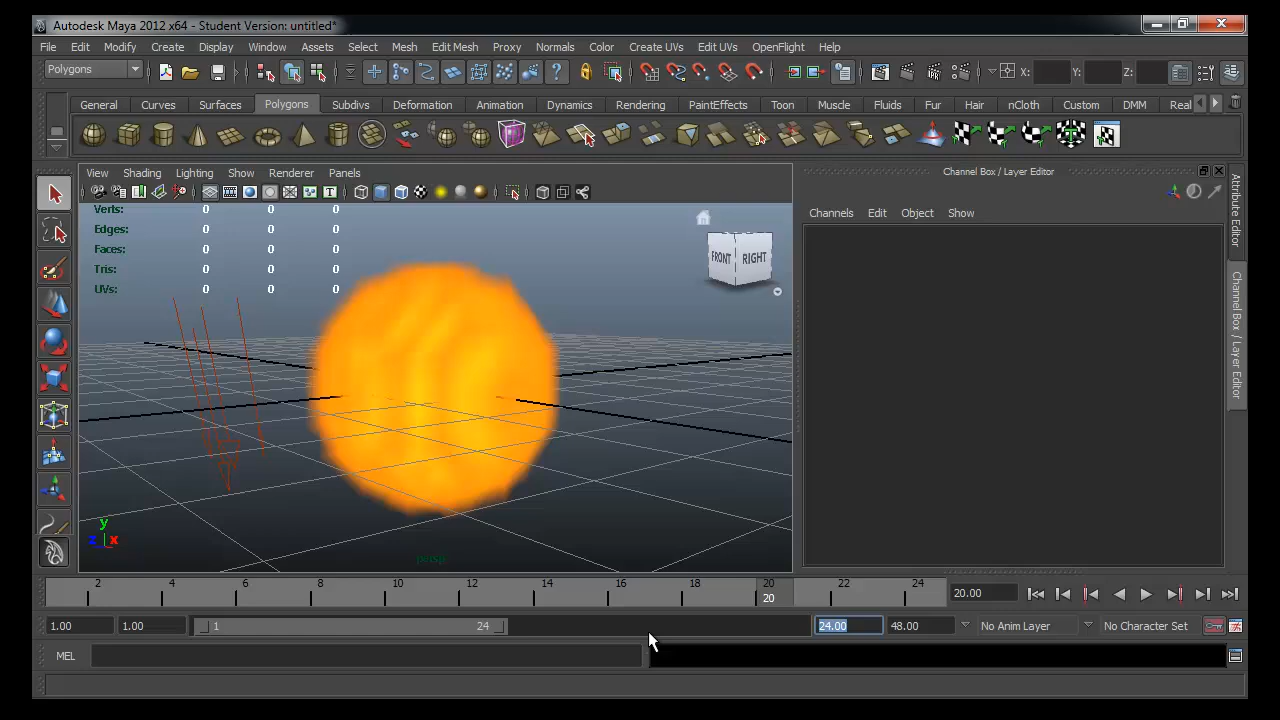 Autodesk Maya 2012 x64 - Student Version: untitled*
File Edit Modify Create Display Window Assets Select Mesh Edit Mesh Proxy Normals Color Create UVs Edit UVs OpenFlight Help
Polygons X: Y: Z:
General Curves Surfaces Polygons Subdivs Deformation Animation Dynamics Rendering PaintEffects Toon Muscle Fluids Fur Hair nCloth Custom DMM Real
View Shading Lighting Show Renderer Panels
Channel Box / Layer Editor
Channels Edit Object Show
Attribute Editor
Channel Box / Layer Editor
Verts: 0 0 0
Edges: 0 0 0
Faces: 0 0 0
Tris: 0 0 0
UVs: 0 0 0
FRONT RIGHT
y
z x
persp
2 4 6 8 10 12 14 16 18 20 22 24
20 20.00
1.00 1.00 1 24 24.00 48.00 No Anim Layer No Character Set
MEL